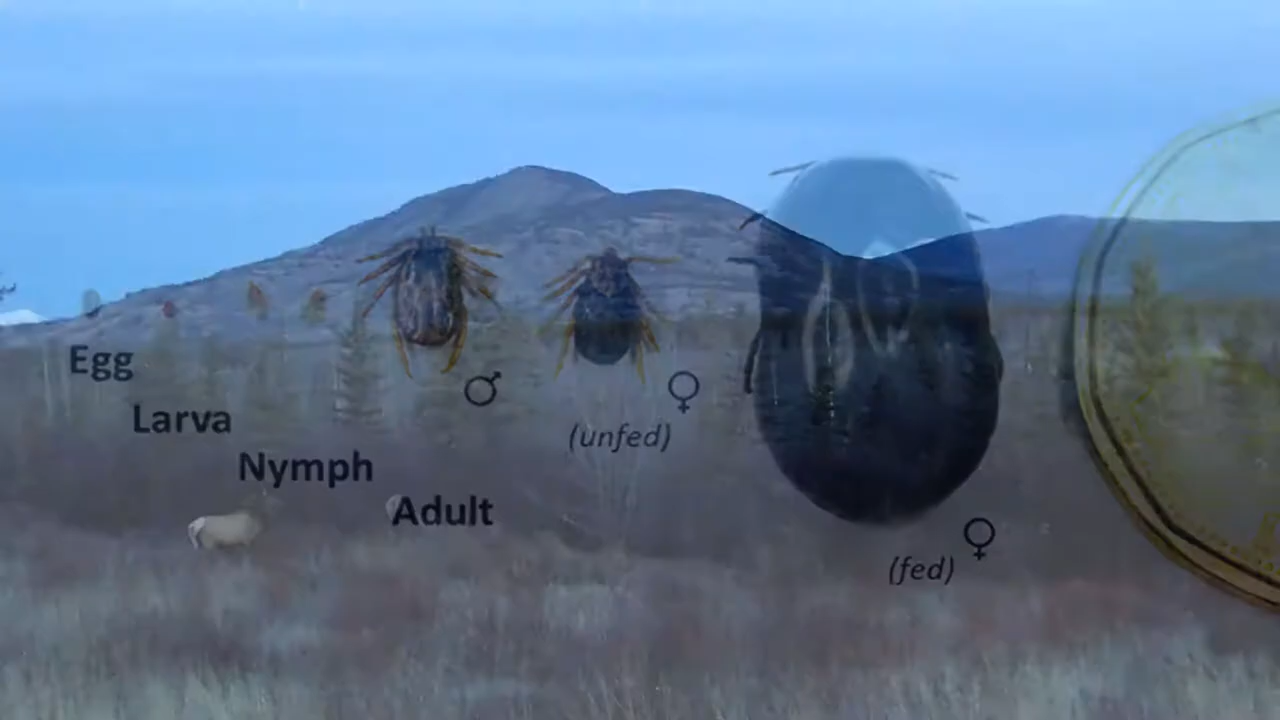 Egg
Larva
Nymph
Adult
♂
♀
(unfed)
♀
(fed)